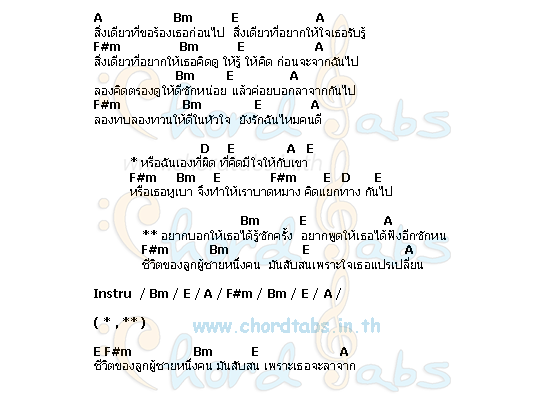 A Bm E A
สิ่งเดียวที่ขอร้องเธอก่อนไป สิ่งเดียวที่อยากให้ใจเธอรับรู้
F#m Bm E A
สิ่งเดียวที่อยากให้เธอคิดดู ให้รู้ ให้คิด ก่อนจะจากฉันไป
Bm E A
ลองคิดตรองดูให้ดีซักหน่อย แล้วค่อยบอกลาจากกันไป
F#m Bm E A
ลองทบลองทวนให้ดีในหัวใจ ยังรักฉันไหมคนดี
D E A E
* หรือฉันเองที่ผิด ที่คิดมีใจให้กับเขา
F#m Bm E F#m E D E
หรือเธอหูเบา จึงทำให้เราบาดหมาง คิดแยกทาง กันไป
Bm E A
** อยากบอกให้เธอได้รู้ซักครั้ง อยากพูดให้เธอได้ฟังอีกซักหน
F#m Bm E A
ชีวิตของลูกผู้ชายหนึ่งคน มันสับสนเพราะใจเธอแปรเปลี่ยน
Instru / Bm / E / A / F#m / Bm / E / A /
( * , ** )
www.chordtabs.in.th
E F#m Bm E A
ชีวิตของลูกผู้ชายหนึ่งคน มันสับสน เพราะเธอจะลาจาก